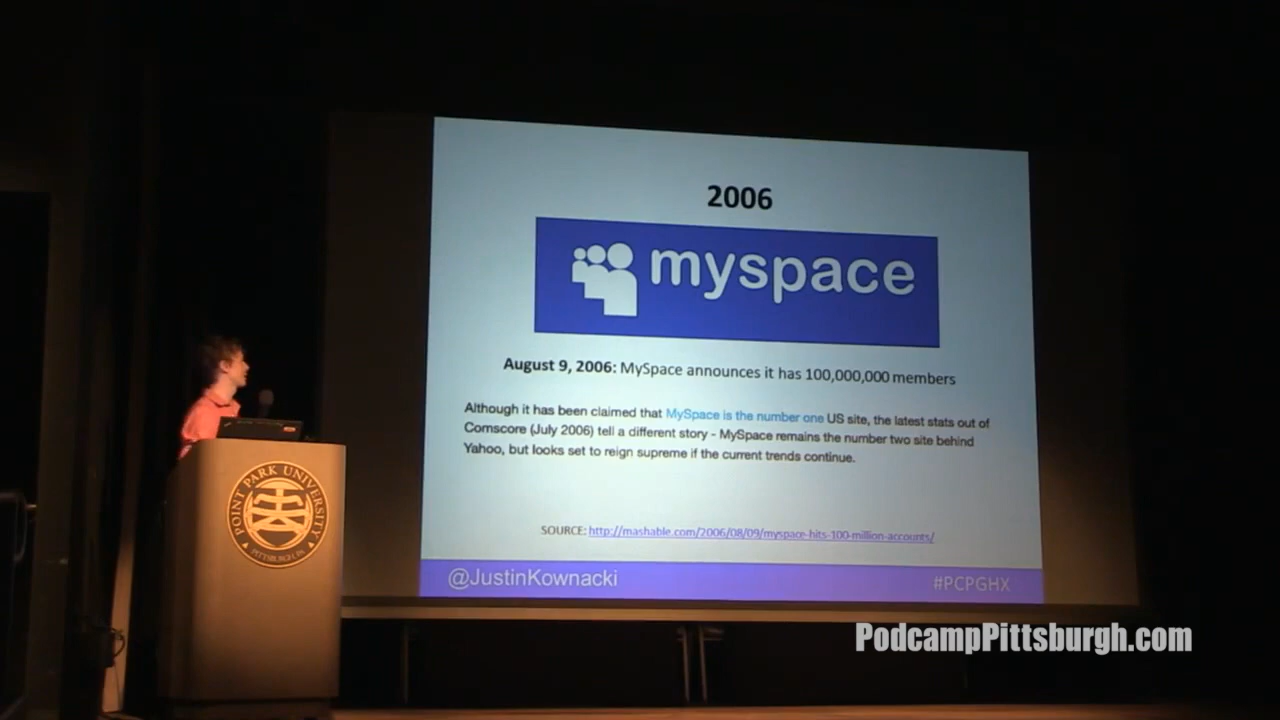 2006
myspace
August 9, 2006: MySpace announces it has 100,000,000 members
Although it has been claimed that MySpace is the number one US site, the latest stats out of
Comscore (July 2006) tell a different story - MySpace remains the number two site behind
Yahoo, but looks set to reign supreme if the current trends continue.
SOURCE: http://mashable.com/2006/08/09/myspace-hits-100-million-accounts/
@JustinKownacki
#PCPGHX
POINT PARK UNIVERSITY
PITTSBURGH, PA
PodcampPittsburgh.com